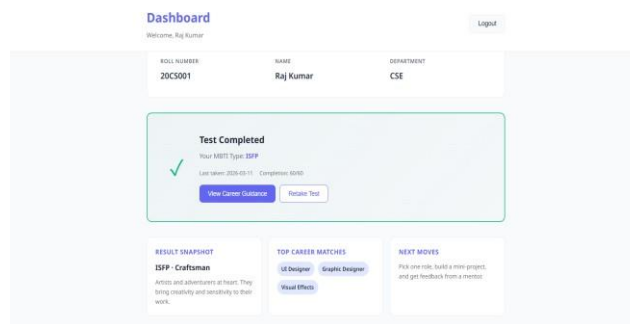 Dashboard
Logout
Welcome, Raj Kumar
ROLL NUMBER
NAME
DEPARTMENT
20CS001
Raj Kumar
CSE
Test Completed
Your MBTI Type: ISFP
Last taken: 2026-03-11 Completion: 60/60
View Career Guidance
Retake Test
RESULT SNAPSHOT
ISFP - Craftsman
Artists and adventurers at heart. They
bring creativity and sensitivity to their
work.
TOP CAREER MATCHES
UI Designer
Graphic Designer
Visual Effects
NEXT MOVES
Pick one role, build a mini-project,
and get feedback from a mentor.